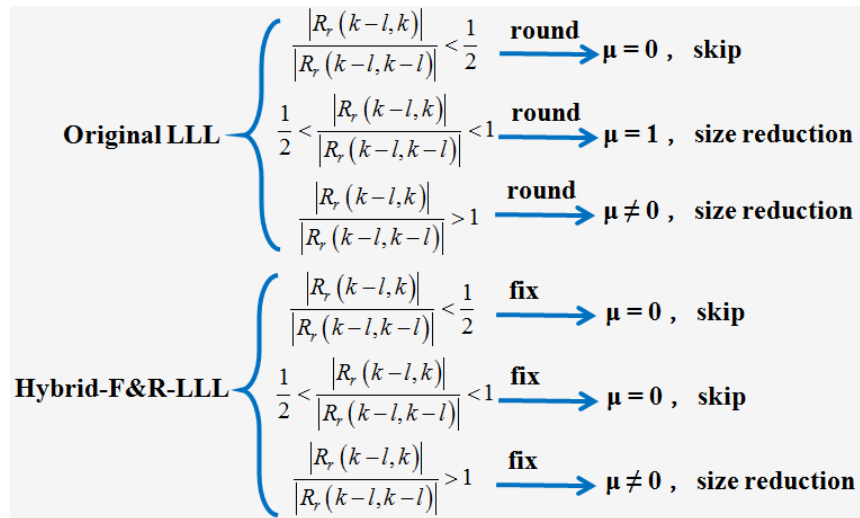 Original LLL
|R_r(k−l,k)| / |R_r(k−l,k−l)| < 1/2 round μ = 0 , skip
1/2 < |R_r(k−l,k)| / |R_r(k−l,k−l)| < 1 round μ = 1 , size reduction
|R_r(k−l,k)| / |R_r(k−l,k−l)| > 1 round μ ≠ 0 , size reduction
Hybrid-F&R-LLL
|R_r(k−l,k)| / |R_r(k−l,k−l)| < 1/2 fix μ = 0 , skip
1/2 < |R_r(k−l,k)| / |R_r(k−l,k−l)| < 1 fix μ = 0 , skip
|R_r(k−l,k)| / |R_r(k−l,k−l)| > 1 fix μ ≠ 0 , size reduction